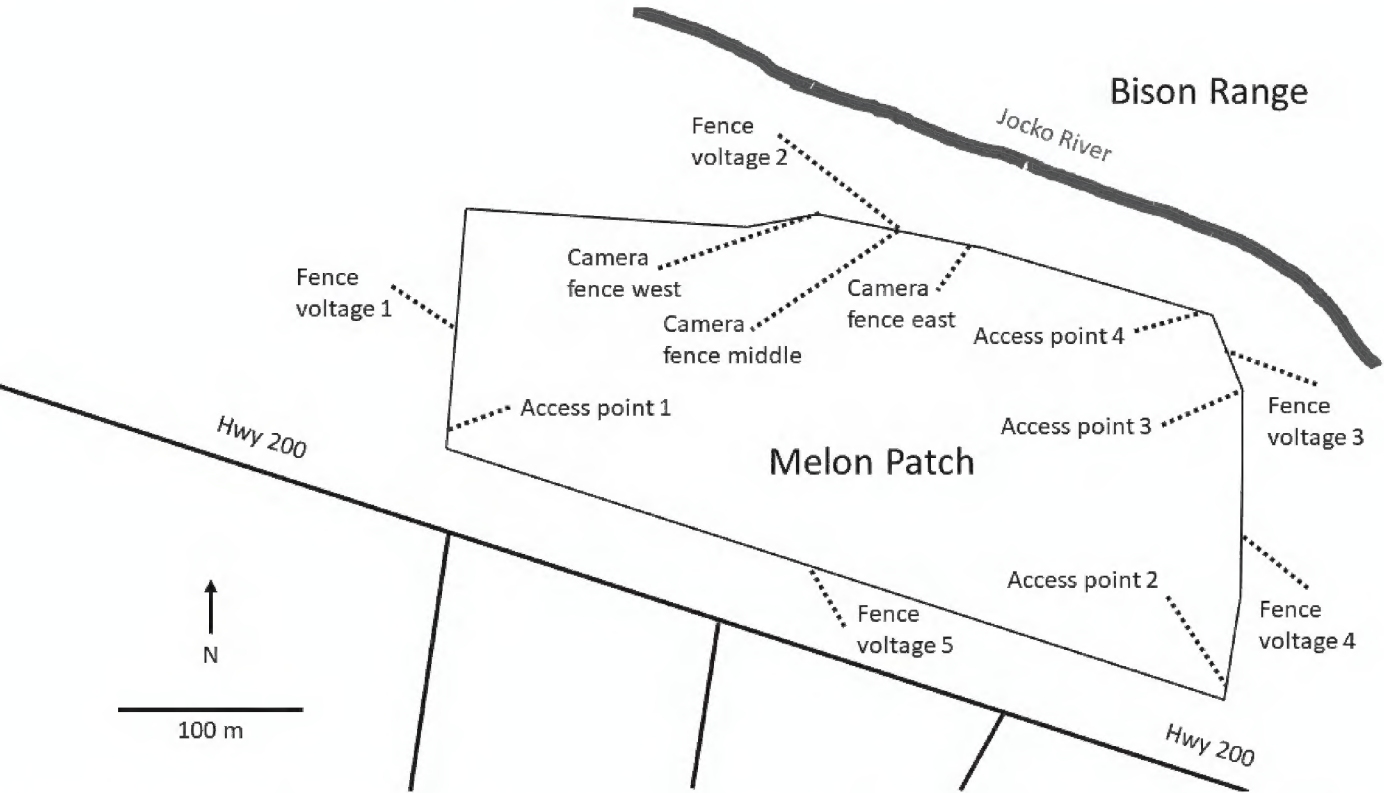 Bison Range
Jocko River
Fence
voltage 2
Camera
fence west
Fence
voltage 1
Camera
fence east
Camera
fence middle
Access point 4
Access point 1
Access point 3
Fence
voltage 3
Hwy 200
Melon Patch
Access point 2
Fence
voltage 5
Fence
voltage 4
N
100 m
Hwy 200